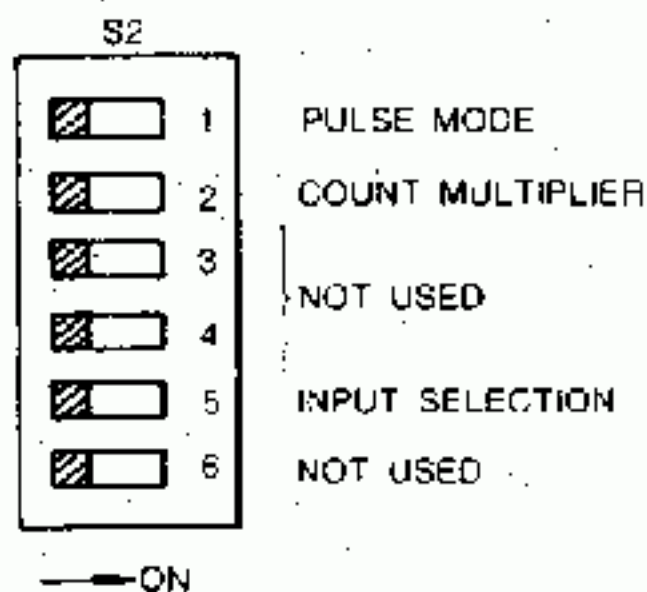 S2
1 PULSE MODE
2 COUNT MULTIPLIER
3
NOT USED
4
5 INPUT SELECTION
6 NOT USED
ON